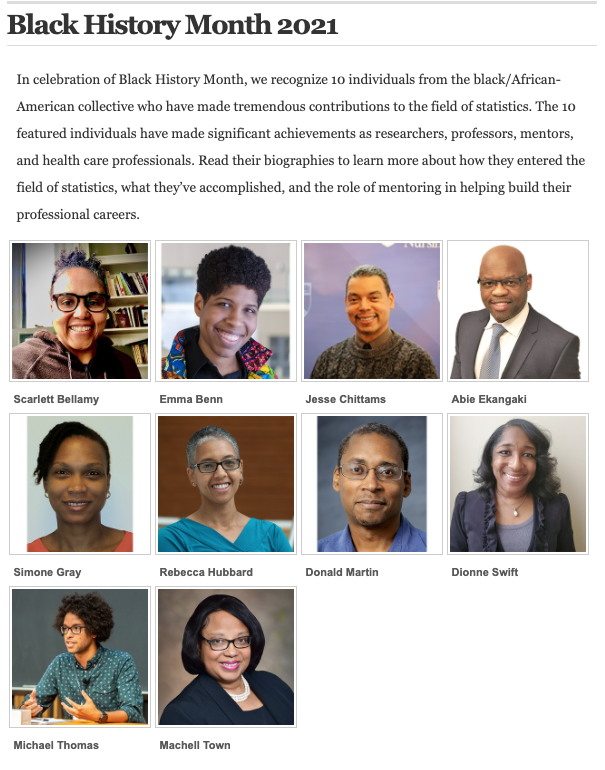 Black History Month 2021
In celebration of Black History Month, we recognize 10 individuals from the black/African-
American collective who have made tremendous contributions to the field of statistics. The 10
featured individuals have made significant achievements as researchers, professors, mentors,
and health care professionals. Read their biographies to learn more about how they entered the
field of statistics, what they've accomplished, and the role of mentoring in helping build their
professional careers.
Scarlett Bellamy
Emma Benn
Jesse Chittams
Abie Ekangaki
Simone Gray
Rebecca Hubbard
Donald Martin
Dionne Swift
Michael Thomas
Machell Town